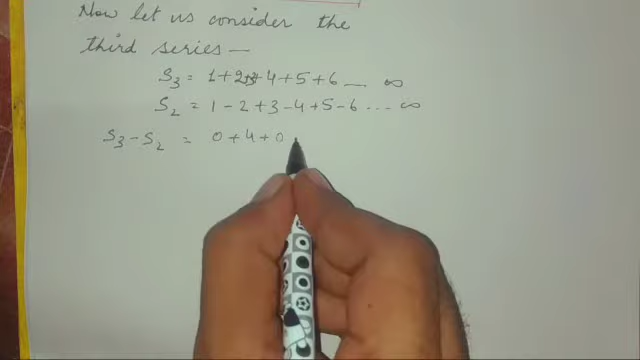 Now let us consider the
third series —
S3 = 1+2+3+4+5+6 — ∞
S2 = 1-2+3-4+5-6 ... ∞
S3-S2 = 0+4+0